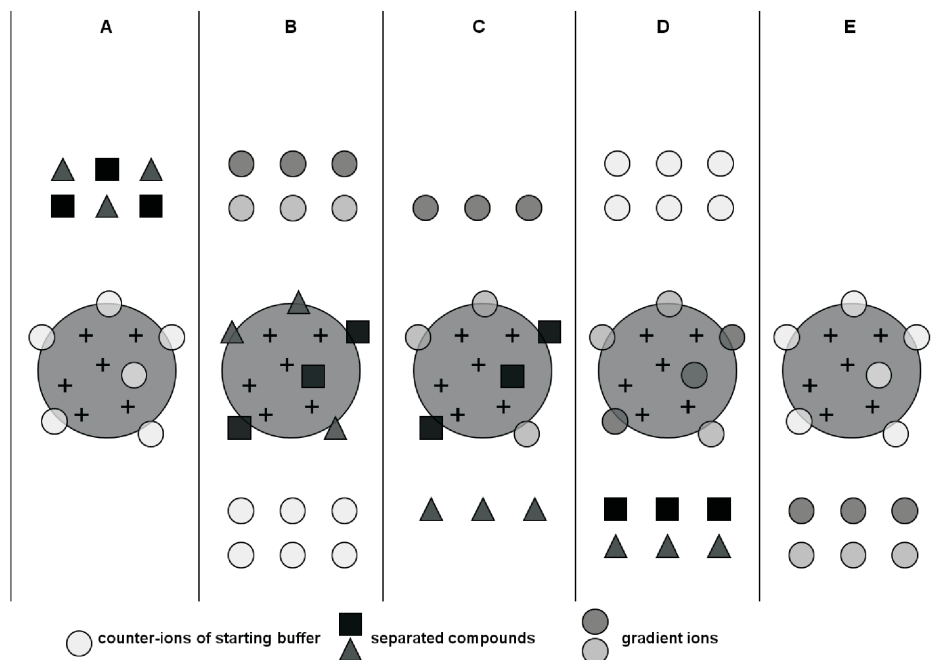 A B C D E
counter-ions of starting buffer separated compounds gradient ions